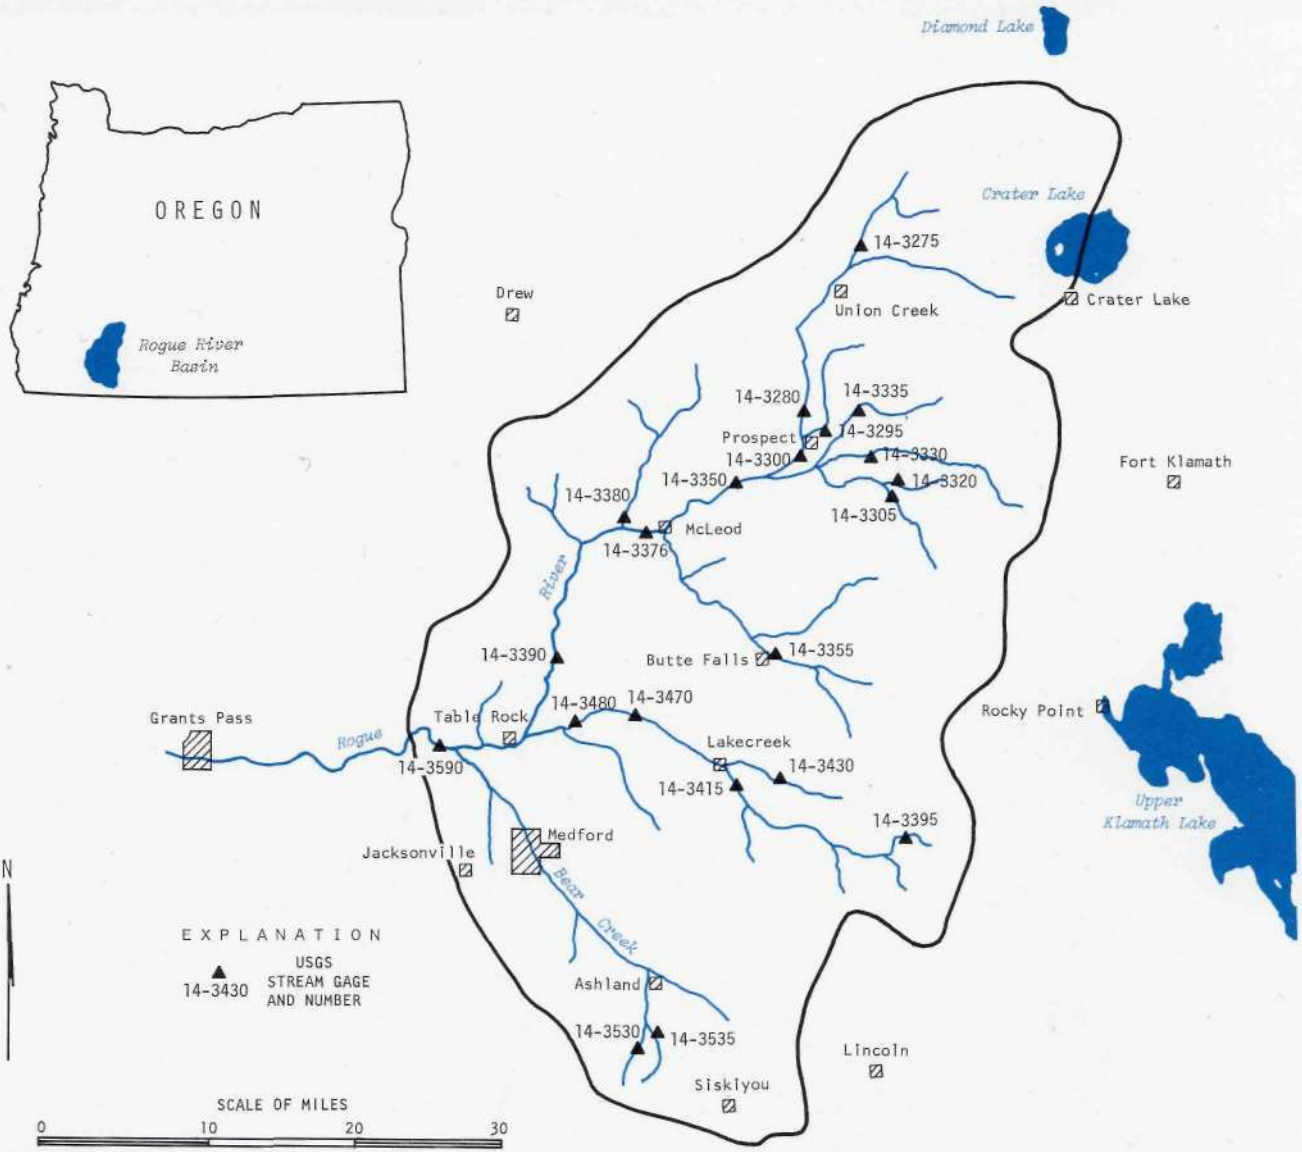 Diamond Lake
OREGON
Rogue River
Basin
Crater Lake
14-3275
Drew
Union Creek
Crater Lake
14-3280
14-3335
14-3295
Prospect
14-3300
14-3330
Fort Klamath
14-3350
14-3320
14-3380
14-3305
McLeod
14-3376
River
14-3390
Butte Falls
14-3355
14-3480
14-3470
Rocky Point
Grants Pass
Table Rock
Rogue
Lakecreek
14-3590
14-3430
14-3415
Upper
Klamath Lake
14-3395
Medford
Jacksonville
N
Bear
Creek
EXPLANATION
USGS
STREAM GAGE
AND NUMBER
14-3430
Ashland
14-3530
14-3535
Lincoln
Siskiyou
SCALE OF MILES
0 10 20 30